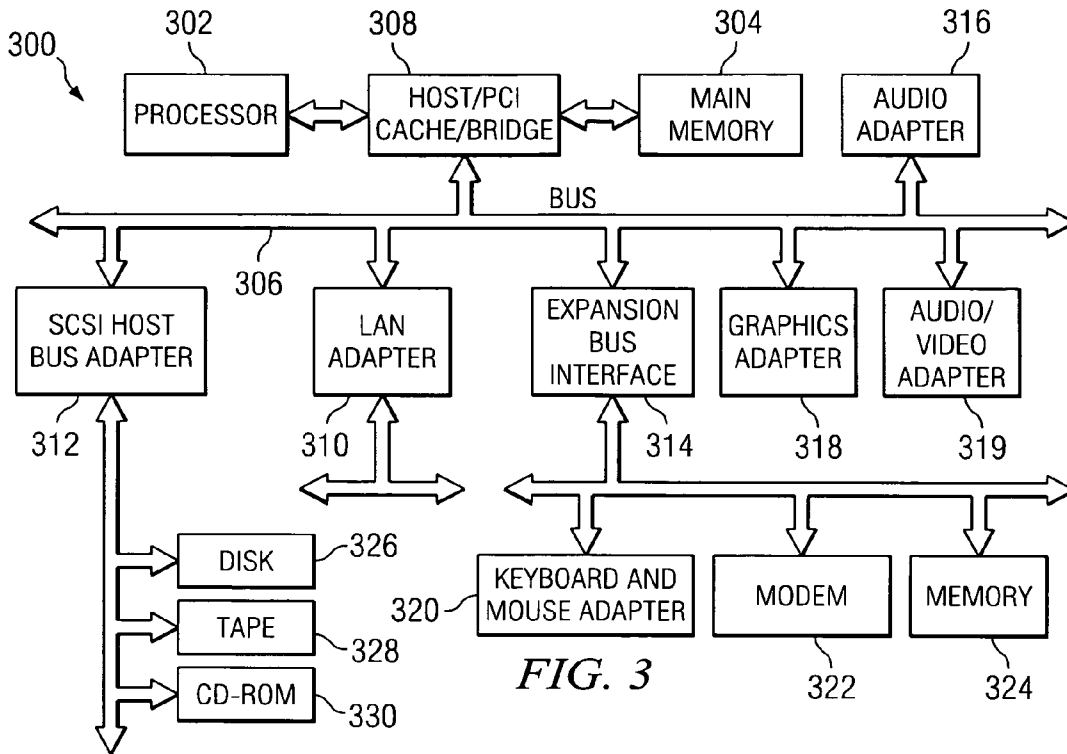 300
302
308
304
316
PROCESSOR
HOST/PCI
CACHE/BRIDGE
MAIN
MEMORY
AUDIO
ADAPTER
BUS
306
SCSI HOST
BUS ADAPTER
LAN
ADAPTER
EXPANSION
BUS
INTERFACE
GRAPHICS
ADAPTER
AUDIO/
VIDEO
ADAPTER
312
310
314
318
319
DISK
326
TAPE
328
CD-ROM
330
320
KEYBOARD AND
MOUSE ADAPTER
MODEM
MEMORY
322
324
FIG. 3